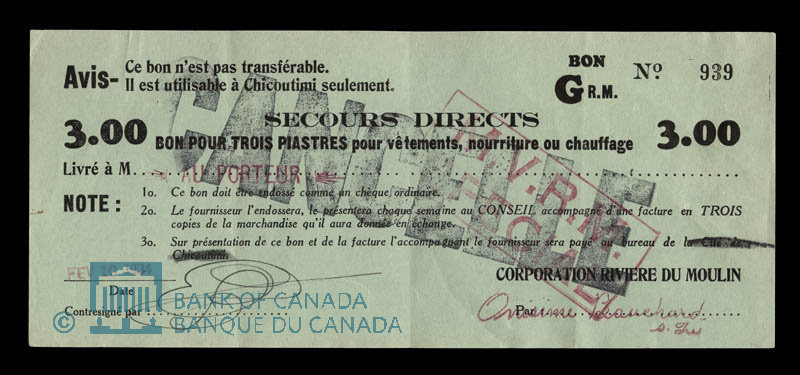 Avis- Ce bon n'est pas transférable.
Il est utilisable à Chicoutimi seulement.
BON
G R.M.
Nº 939
CANCELLÉ
SECOURS DIRECTS
3.00 BON POUR TROIS PIASTRES pour vêtements, nourriture ou chauffage 3.00
Livré à M. AU PORTEUR
NOTE :
1o. Ce bon doit être endossé comme un chèque ordinaire.
2o. Le fournisseur l'endossera, le présentera chaque semaine au CONSEIL accompagné d'une facture en TROIS
copies de la marchandise qu'il aura donnée en échange.
3o. Sur présentation de ce bon et de la facture l'accompagnant le fournisseur sera payé au bureau de la Cité de
Chicoutimi.
FEV 10 1934
Date
CORPORATION RIVIERE DU MOULIN
Contresigné par
Par
© BANK OF CANADA
BANQUE DU CANADA